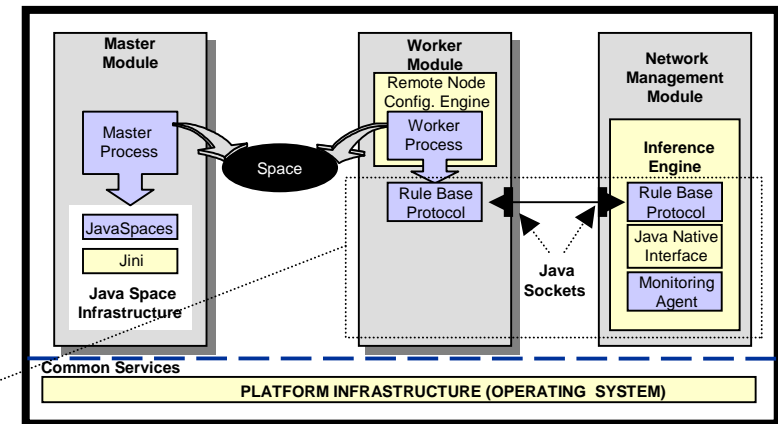 Master
Module
Master
Process
JavaSpaces
Jini
Java Space
Infrastructure
Space
Worker
Module
Remote Node
Config. Engine
Worker
Process
Rule Base
Protocol
Java
Sockets
Network
Management
Module
Inference
Engine
Rule Base
Protocol
Java Native
Interface
Monitoring
Agent
Common Services
PLATFORM INFRASTRUCTURE (OPERATING SYSTEM)